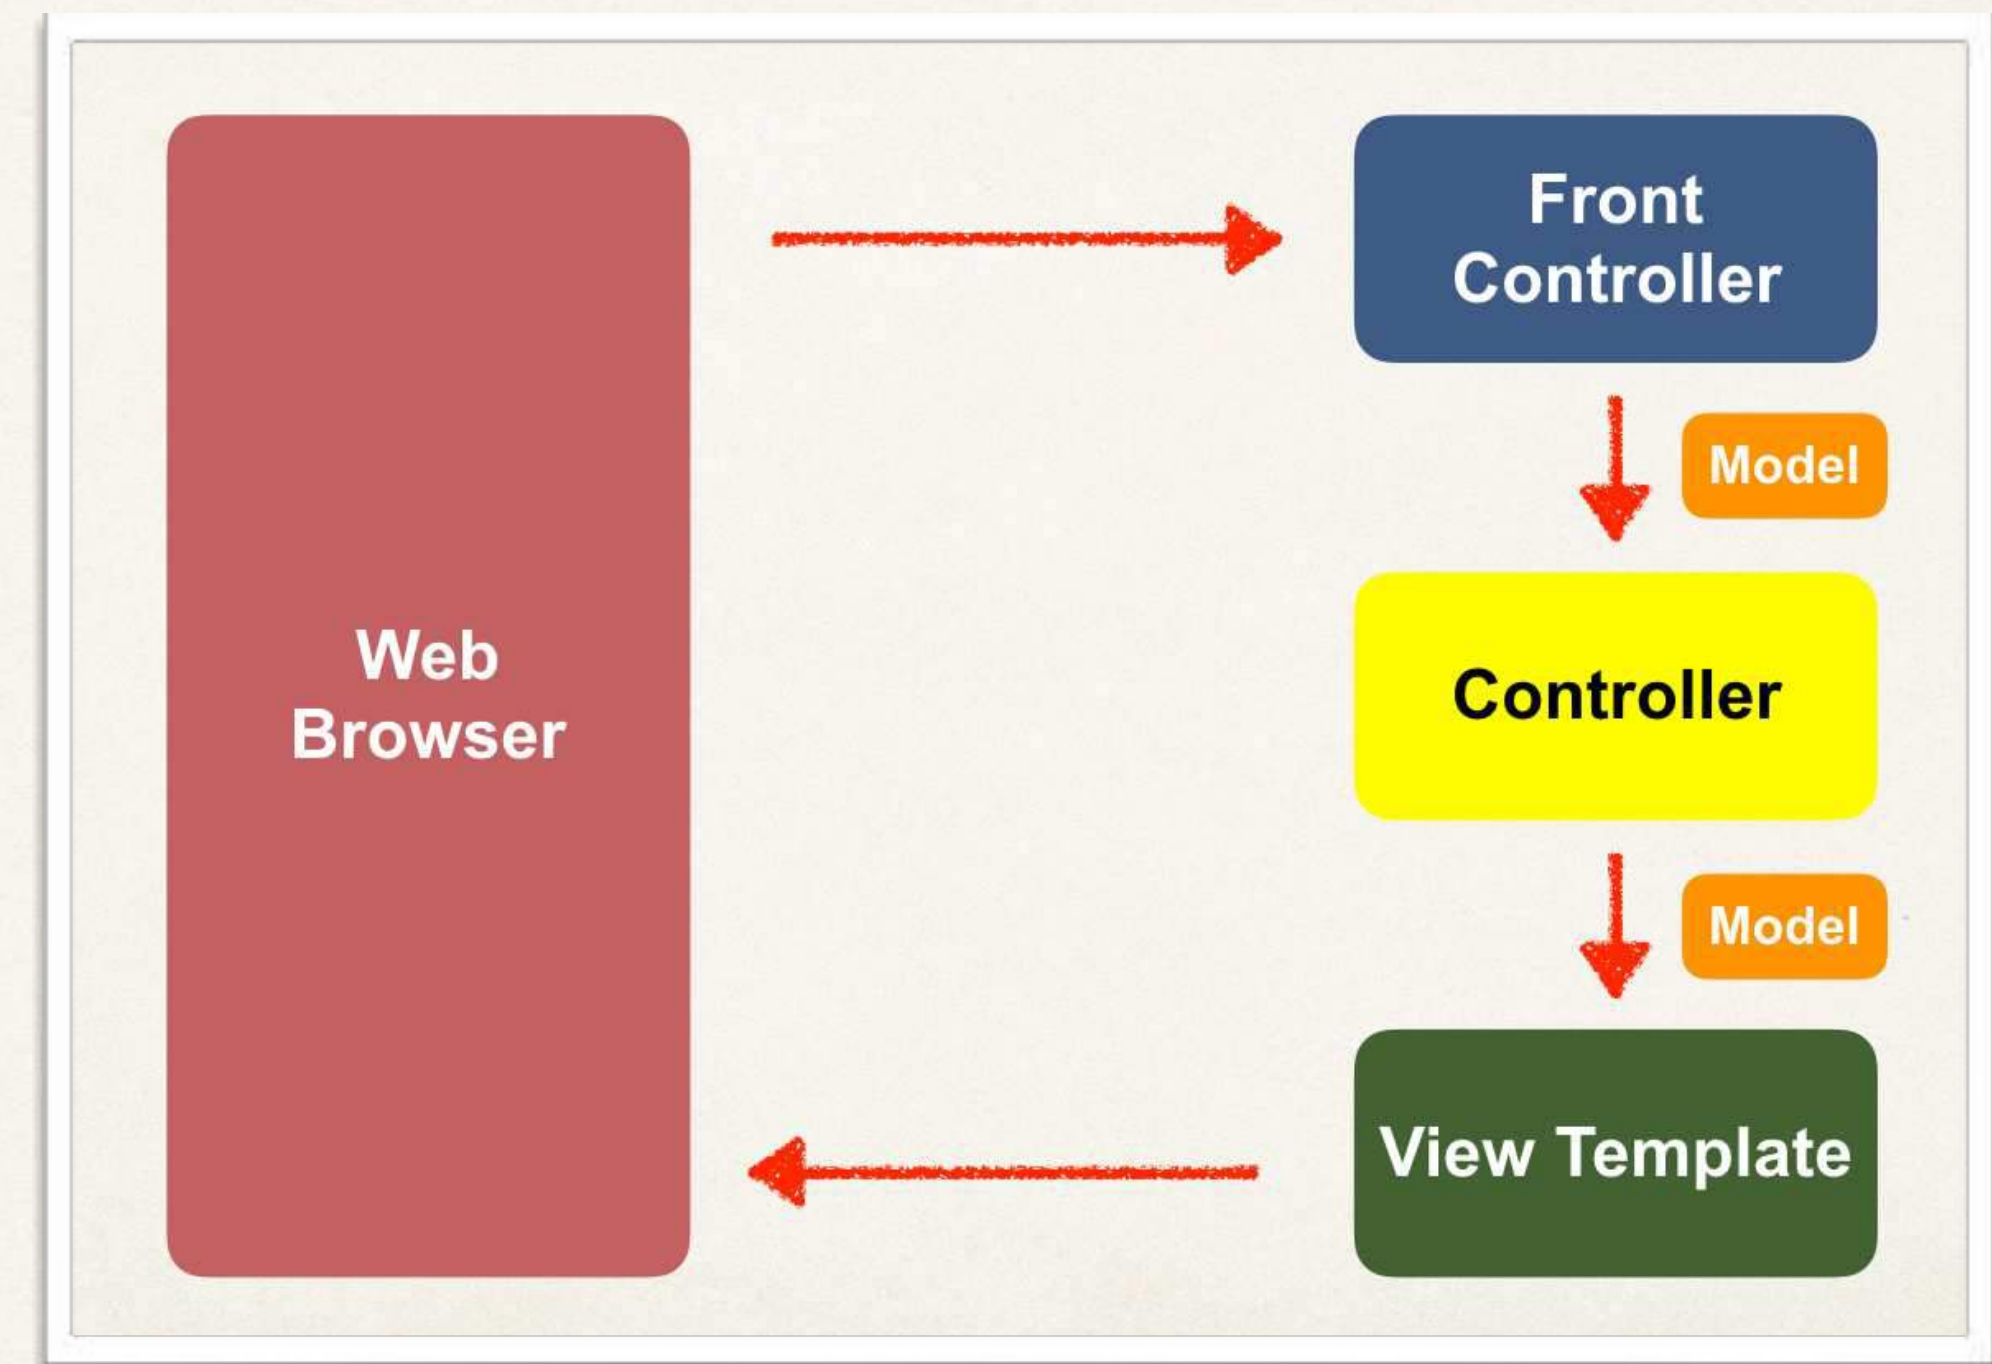 Web
Browser
Front
Controller
Model
Controller
Model
View Template